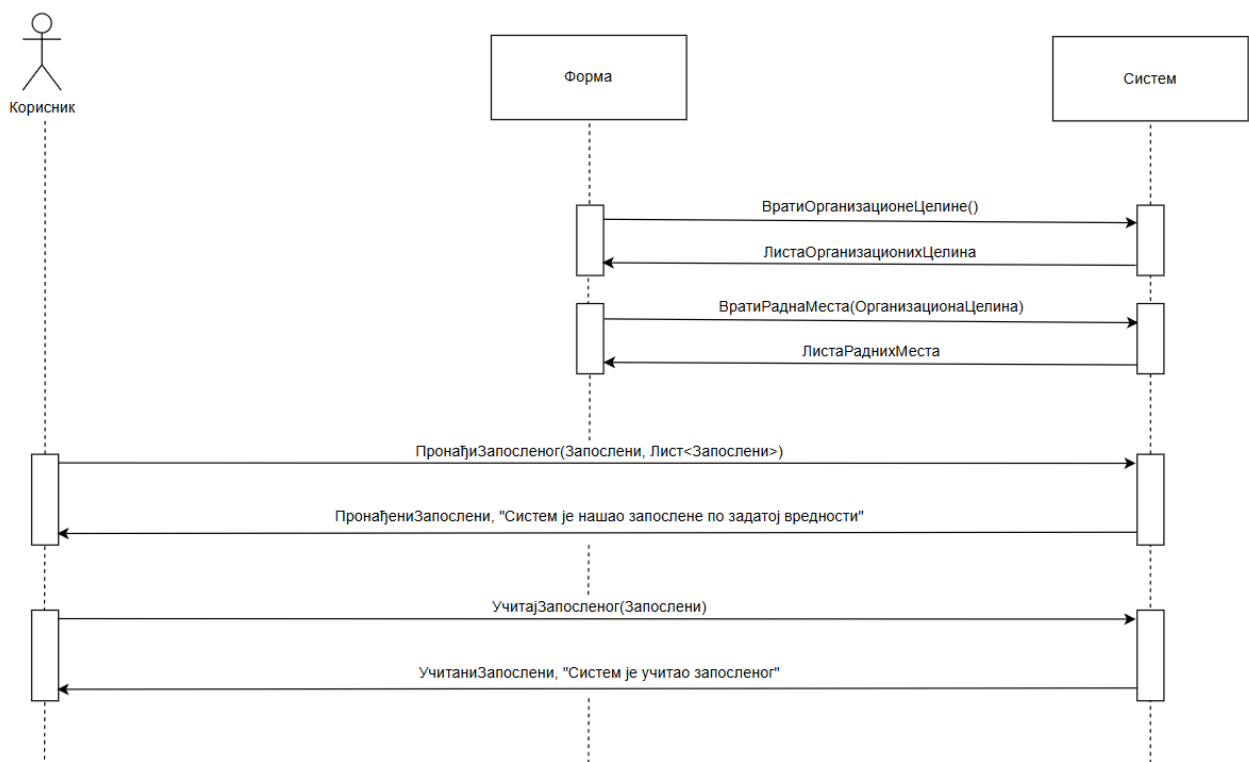 Форма
Систем
Корисник
ВратиОрганизационеЦелине()
ЛистаОрганизационихЦелина
ВратиРаднаМеста(ОрганизационаЦелина)
ЛистаРаднихМеста
ПронађиЗапосленог(Запослени, Лист<Запослени>)
ПронађениЗапослени, "Систем је нашао запослене по задатој вредности"
УчитајЗапосленог(Запослени)
УчитаниЗапослени, "Систем је учитао запосленог"